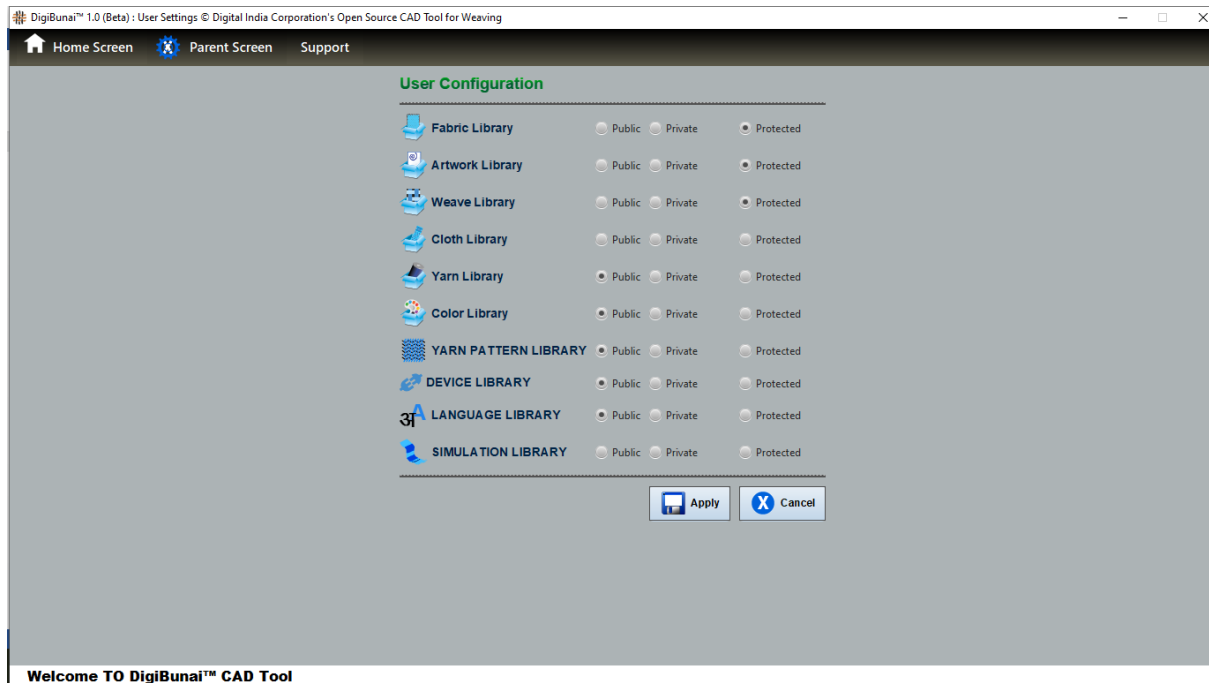 DigiBunai™ 1.0 (Beta) : User Settings © Digital India Corporation's Open Source CAD Tool for Weaving
Home Screen Parent Screen Support
User Configuration
Fabric Library Public Private Protected
Artwork Library Public Private Protected
Weave Library Public Private Protected
Cloth Library Public Private Protected
Yarn Library Public Private Protected
Color Library Public Private Protected
YARN PATTERN LIBRARY Public Private Protected
DEVICE LIBRARY Public Private Protected
अA LANGUAGE LIBRARY Public Private Protected
SIMULATION LIBRARY Public Private Protected
Apply X Cancel
Welcome TO DigiBunai™ CAD Tool